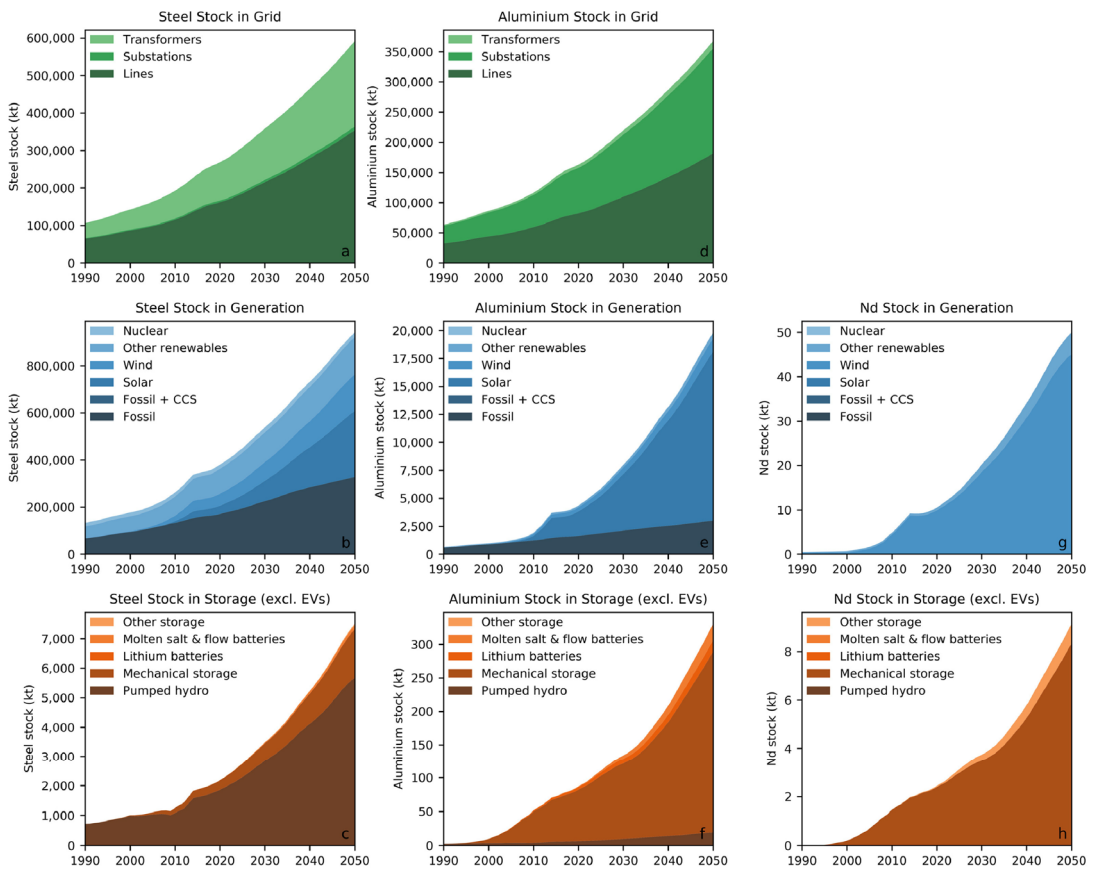 Steel Stock in Grid
Steel stock (kt)
600,000
500,000
400,000
300,000
200,000
100,000
0
Transformers
Substations
Lines
a
1990 2000 2010 2020 2030 2040 2050
Aluminium Stock in Grid
Aluminium stock (kt)
350,000
300,000
250,000
200,000
150,000
100,000
50,000
0
Transformers
Substations
Lines
d
1990 2000 2010 2020 2030 2040 2050
Steel Stock in Generation
Steel stock (kt)
800,000
600,000
400,000
200,000
0
Nuclear
Other renewables
Wind
Solar
Fossil + CCS
Fossil
b
1990 2000 2010 2020 2030 2040 2050
Aluminium Stock in Generation
Aluminium stock (kt)
20,000
17,500
15,000
12,500
10,000
7,500
5,000
2,500
0
Nuclear
Other renewables
Wind
Solar
Fossil + CCS
Fossil
e
1990 2000 2010 2020 2030 2040 2050
Nd Stock in Generation
Nd stock (kt)
50
40
30
20
10
0
Nuclear
Other renewables
Wind
Solar
Fossil + CCS
Fossil
g
1990 2000 2010 2020 2030 2040 2050
Steel Stock in Storage (excl. EVs)
Steel stock (kt)
7,000
6,000
5,000
4,000
3,000
2,000
1,000
0
Other storage
Molten salt & flow batteries
Lithium batteries
Mechanical storage
Pumped hydro
c
1990 2000 2010 2020 2030 2040 2050
Aluminium Stock in Storage (excl. EVs)
Aluminium stock (kt)
300
250
200
150
100
50
0
Other storage
Molten salt & flow batteries
Lithium batteries
Mechanical storage
Pumped hydro
f
1990 2000 2010 2020 2030 2040 2050
Nd Stock in Storage (excl. EVs)
Nd stock (kt)
8
6
4
2
0
Other storage
Molten salt & flow batteries
Lithium batteries
Mechanical storage
Pumped hydro
h
1990 2000 2010 2020 2030 2040 2050